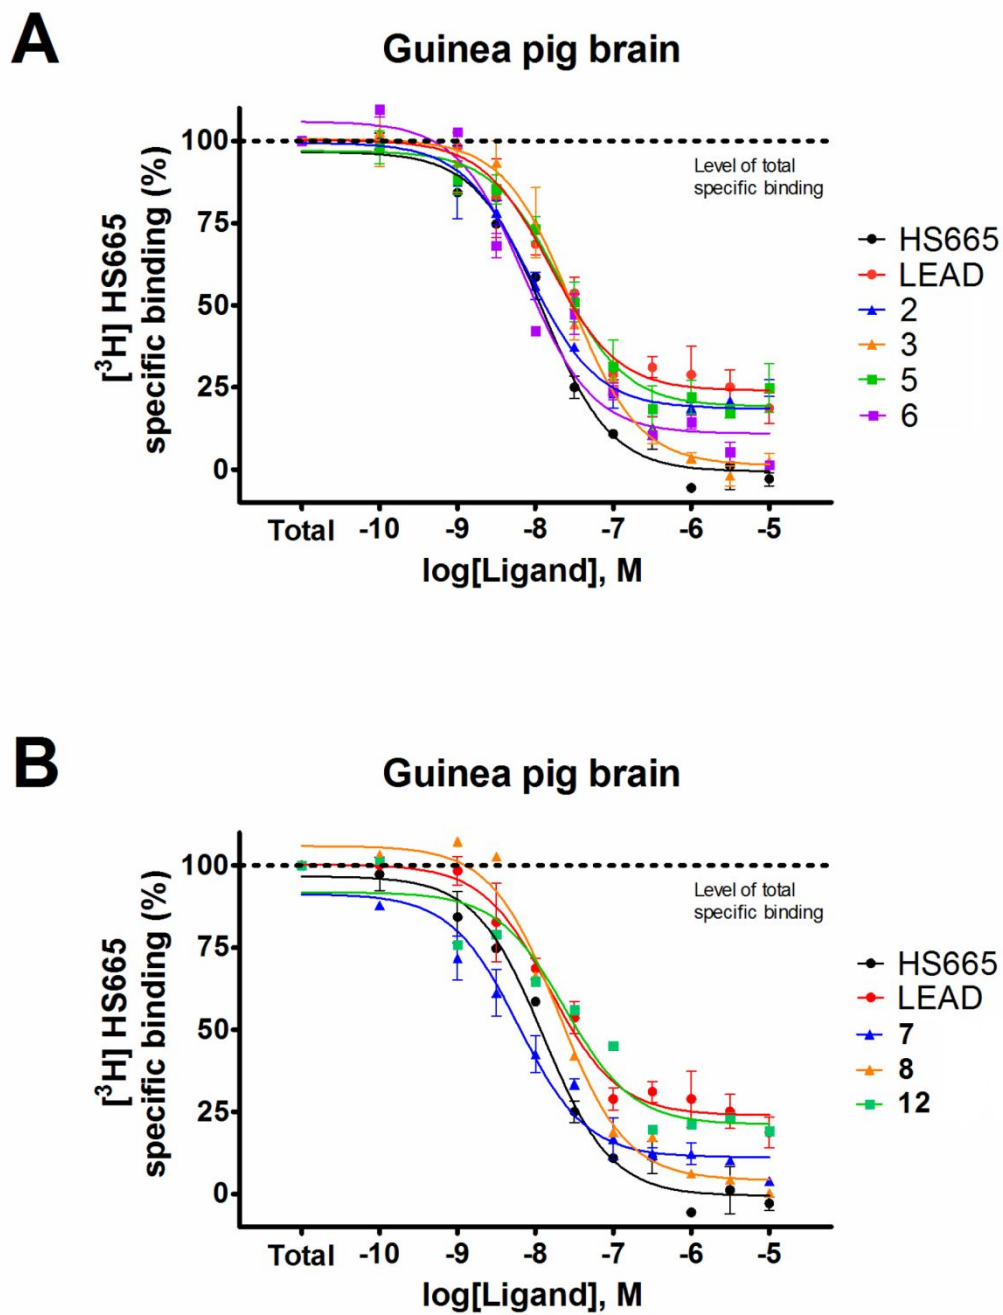 A
Guinea pig brain
[³H] HS665
specific binding (%)
100
75
50
25
0
Level of total
specific binding
Total -10 -9 -8 -7 -6 -5
log[Ligand], M
HS665
LEAD
2
3
5
6
B
Guinea pig brain
[³H] HS665
specific binding (%)
100
75
50
25
0
Level of total
specific binding
Total -10 -9 -8 -7 -6 -5
log[Ligand], M
HS665
LEAD
7
8
12